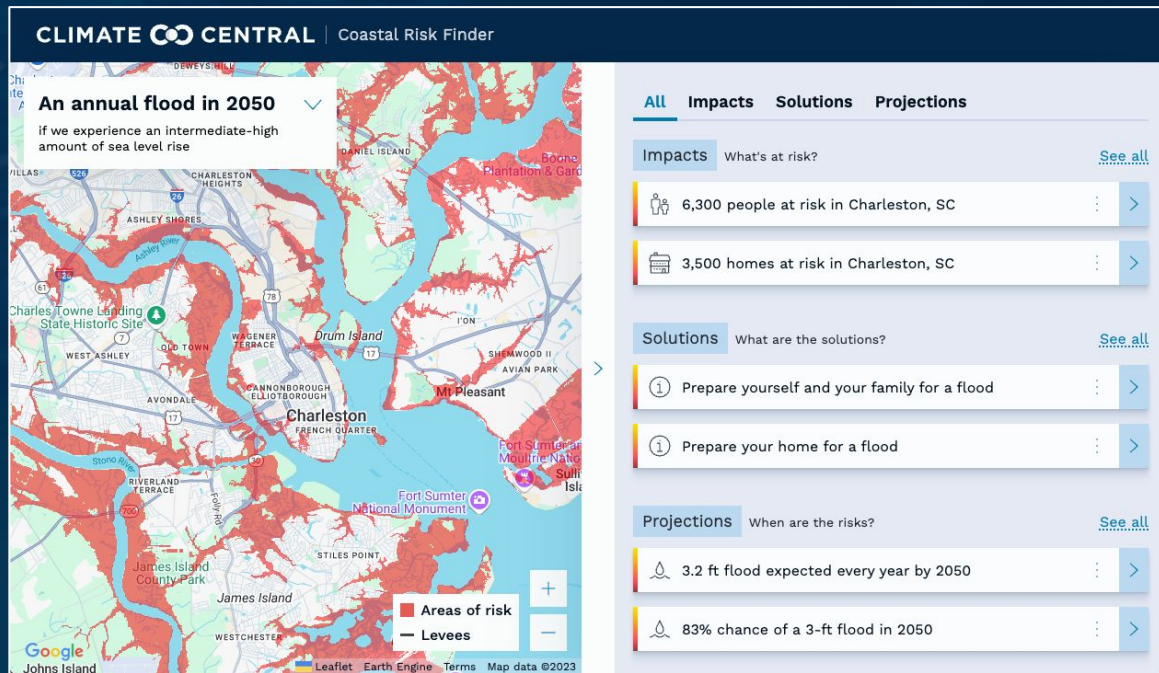 CLIMATE CENTRAL | Coastal Risk Finder
An annual flood in 2050
if we experience an intermediate-high
amount of sea level rise
DEWEYS HILL
DANIEL ISLAND
Boone
Plantation & Gard
VILLAS
526
CHARLESTON
HEIGHTS
26
ASHLEY SHORES
Ashley River
61
78
Charles Towne Landing
State Historic Site
7
WEST ASHLEY
OLD TOWN
WAGENER
TERRACE
Drum Island
17
I'ON
SHEMWOOD II
AVIAN PARK
Mt Pleasant
AVONDALE
CANNONBOROUGH
ELLIOTBOROUGH
17
Charleston
FRENCH QUARTER
30
Stono River
RIVERLAND
TERRACE
700
Folly Rd
Fort Sumter
National Monument
STILES POINT
James Island
County Park
James Island
WESTCHESTER
Areas of risk
Levees
+
−
Google
Johns Island
Leaflet Earth Engine Terms Map data ©2023
All Impacts Solutions Projections
Impacts What's at risk? See all
6,300 people at risk in Charleston, SC
3,500 homes at risk in Charleston, SC
Solutions What are the solutions? See all
Prepare yourself and your family for a flood
Prepare your home for a flood
Projections When are the risks? See all
3.2 ft flood expected every year by 2050
83% chance of a 3-ft flood in 2050